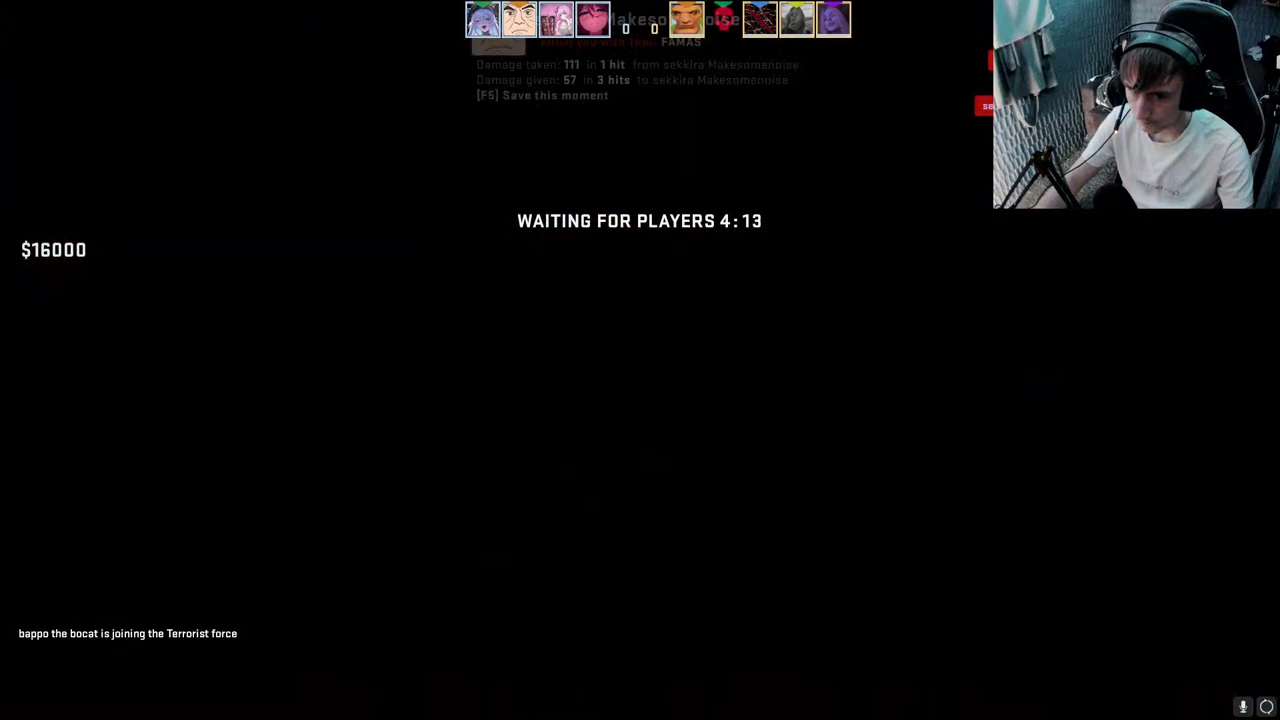 0 0
FAMAS
Damage taken: 111 in 1 hit from sekkira Makesomenoise
Damage given: 57 in 3 hits to sekkira Makesomenoise
[F5] Save this moment
se
WAITING FOR PLAYERS 4:13
$16000
bappo the bocat is joining the Terrorist force